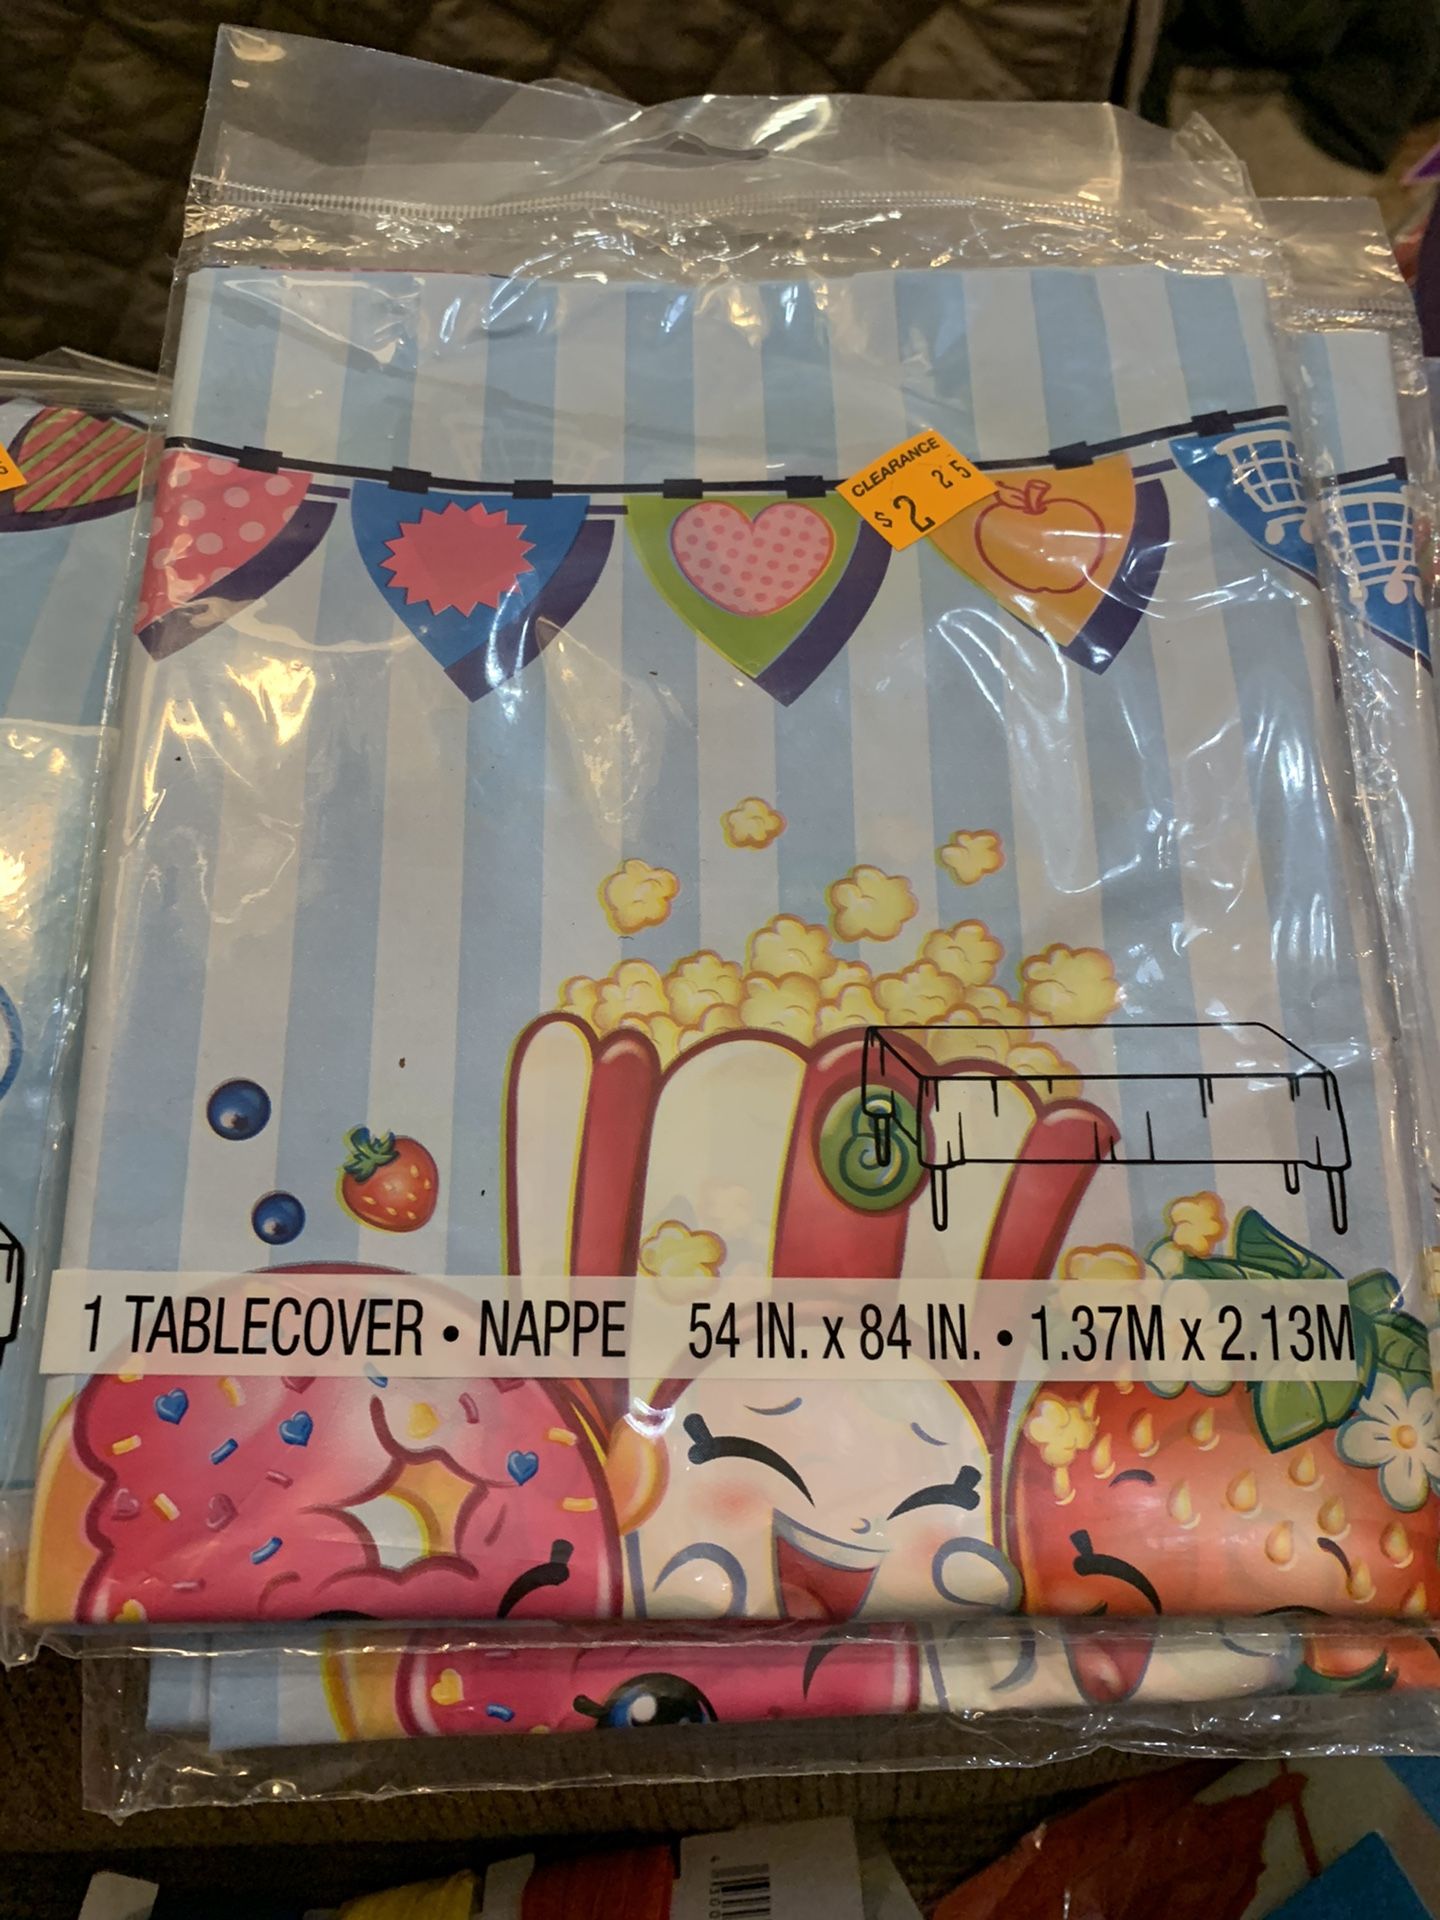 CLEARANCE
$2 25
1 TABLECOVER • NAPPE 54 IN. x 84 IN. • 1.37M x 2.13M